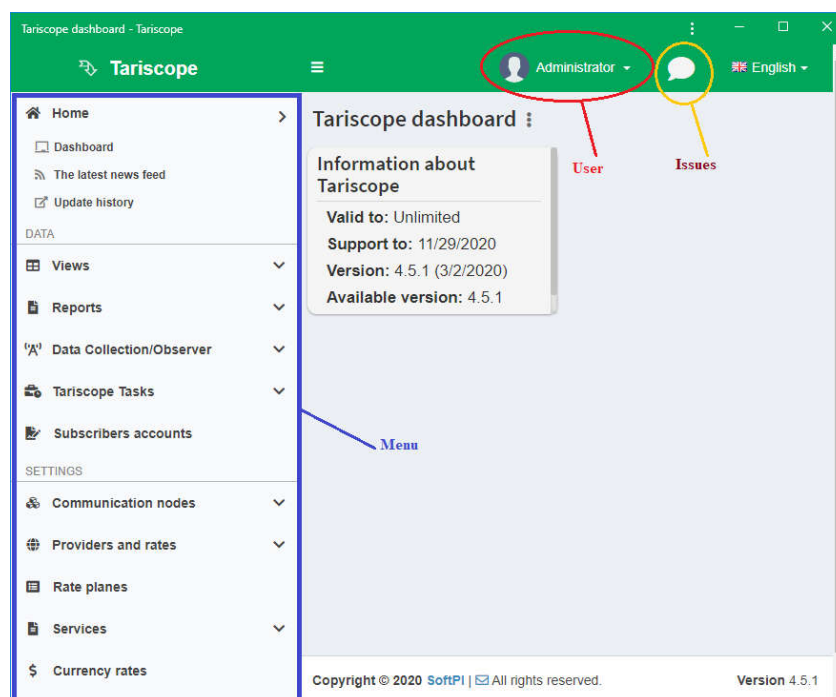 Tariscope dashboard - Tariscope
Tariscope
Administrator
English
Home
Dashboard
The latest news feed
Update history
DATA
Views
Reports
Data Collection/Observer
Tariscope Tasks
Subscribers accounts
SETTINGS
Communication nodes
Providers and rates
Rate planes
Services
$ Currency rates
Tariscope dashboard
Information about
Tariscope
Valid to: Unlimited
Support to: 11/29/2020
Version: 4.5.1 (3/2/2020)
Available version: 4.5.1
User
Issues
Menu
Copyright © 2020 SoftPI | All rights reserved.
Version 4.5.1